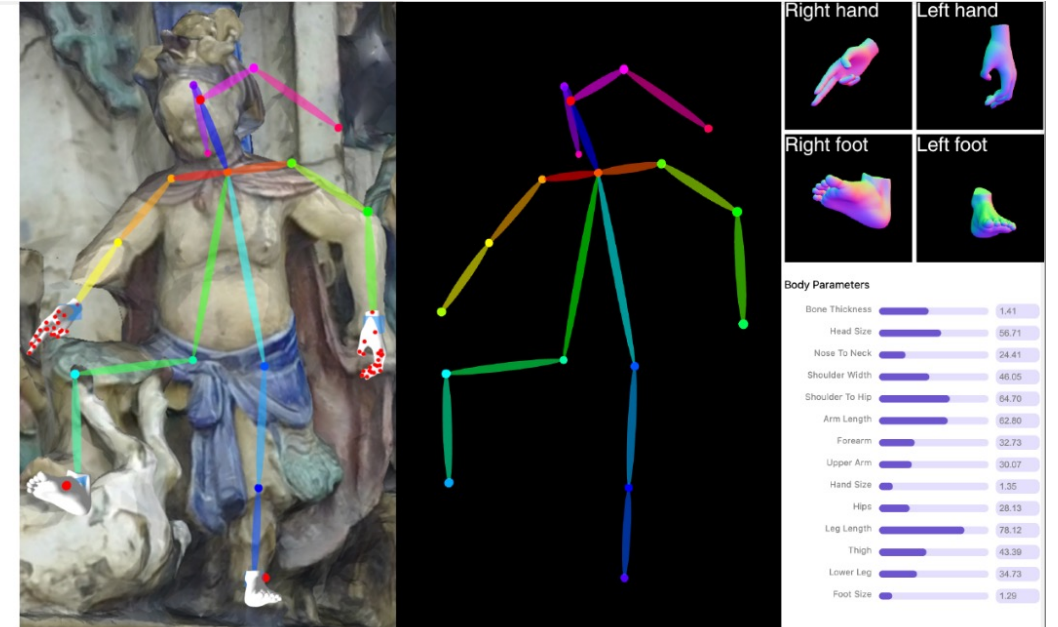 Right hand
Left hand
Right foot
Left foot
Body Parameters
Bone Thickness 1.41
Head Size 56.71
Nose To Neck 24.41
Shoulder Width 46.05
Shoulder To Hip 64.70
Arm Length 62.80
Forearm 32.73
Upper Arm 30.07
Hand Size 1.35
Hips 28.13
Leg Length 78.12
Thigh 43.39
Lower Leg 34.73
Foot Size 1.29